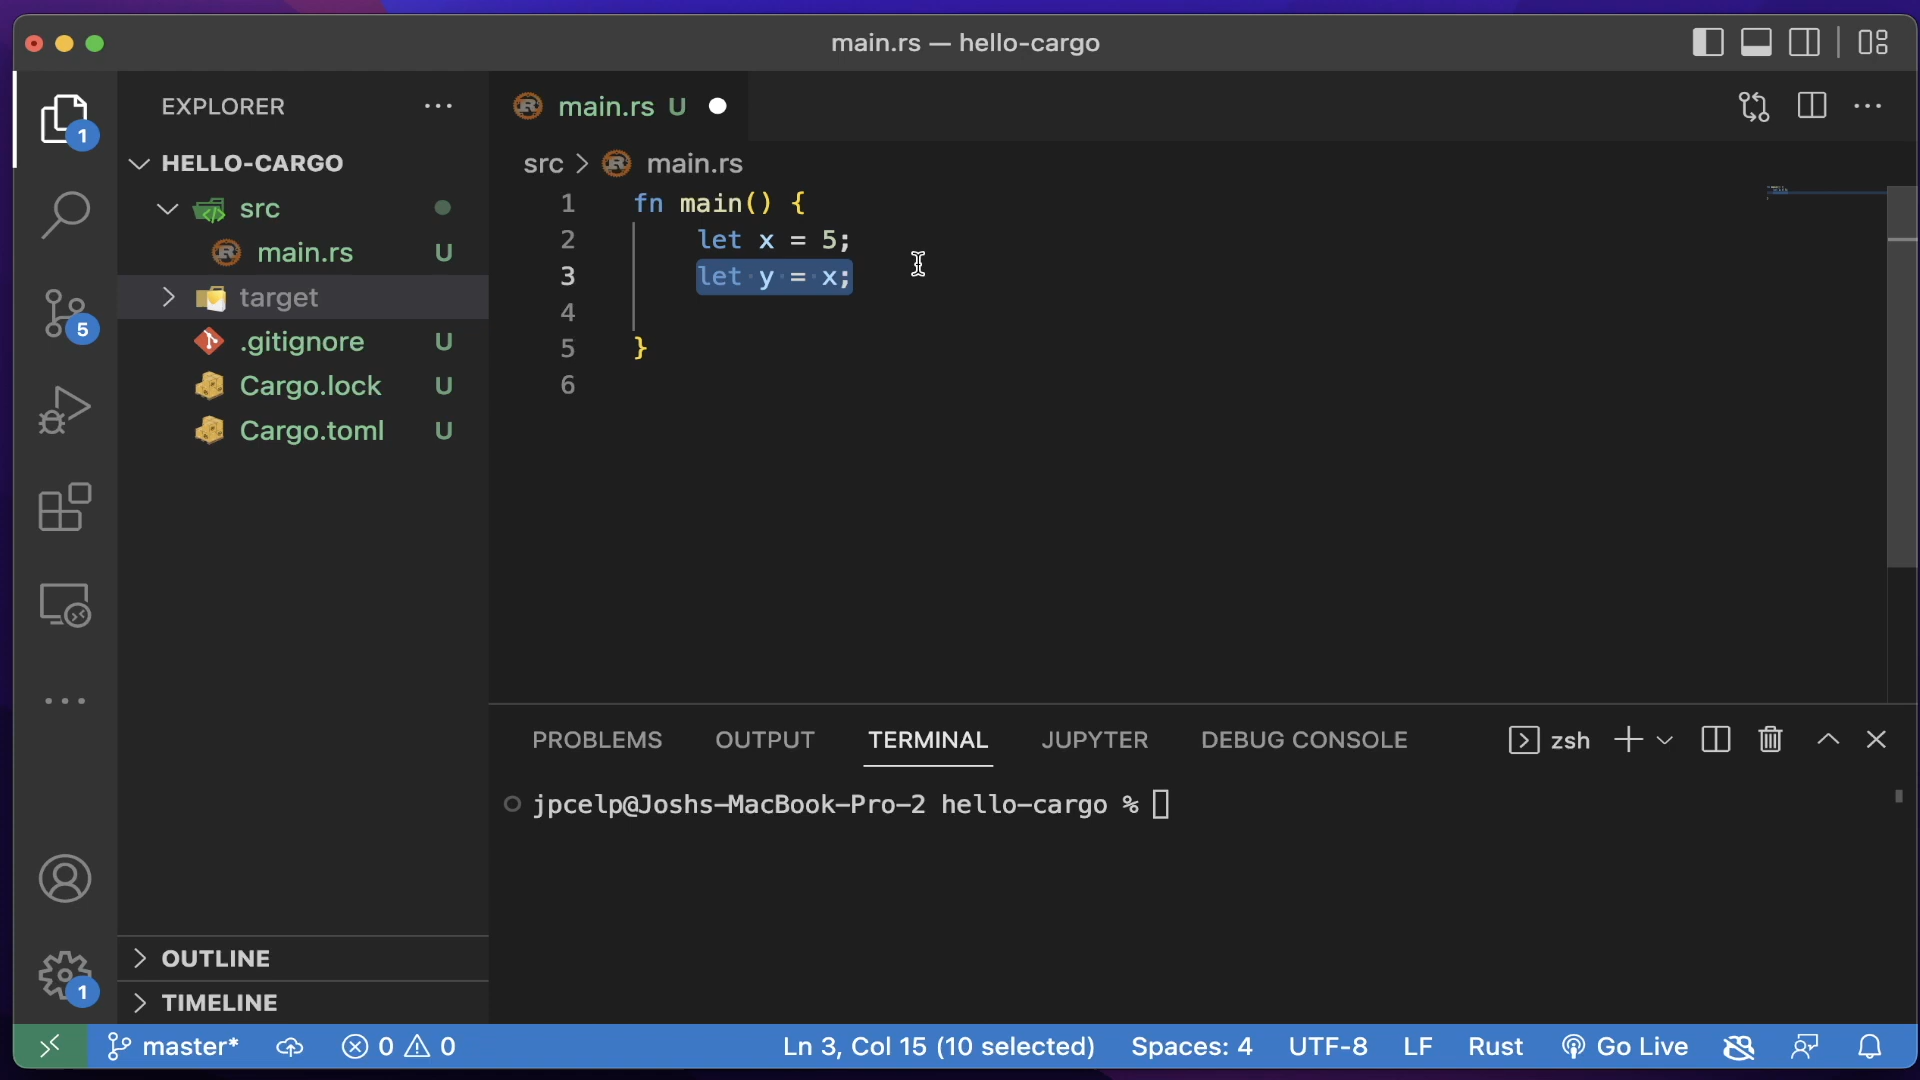 main.rs — hello-cargo
EXPLORER
HELLO-CARGO
src
main.rs U
target
.gitignore U
Cargo.lock U
Cargo.toml U
OUTLINE
TIMELINE
1
5
1
main.rs U
src > main.rs
1 fn main() {
2 let x = 5;
3 let y = x;
4
5 }
6
PROBLEMS OUTPUT TERMINAL JUPYTER DEBUG CONSOLE zsh
jpcelp@Joshs-MacBook-Pro-2 hello-cargo %
master* 0 0 Ln 3, Col 15 (10 selected) Spaces: 4 UTF-8 LF Rust Go Live